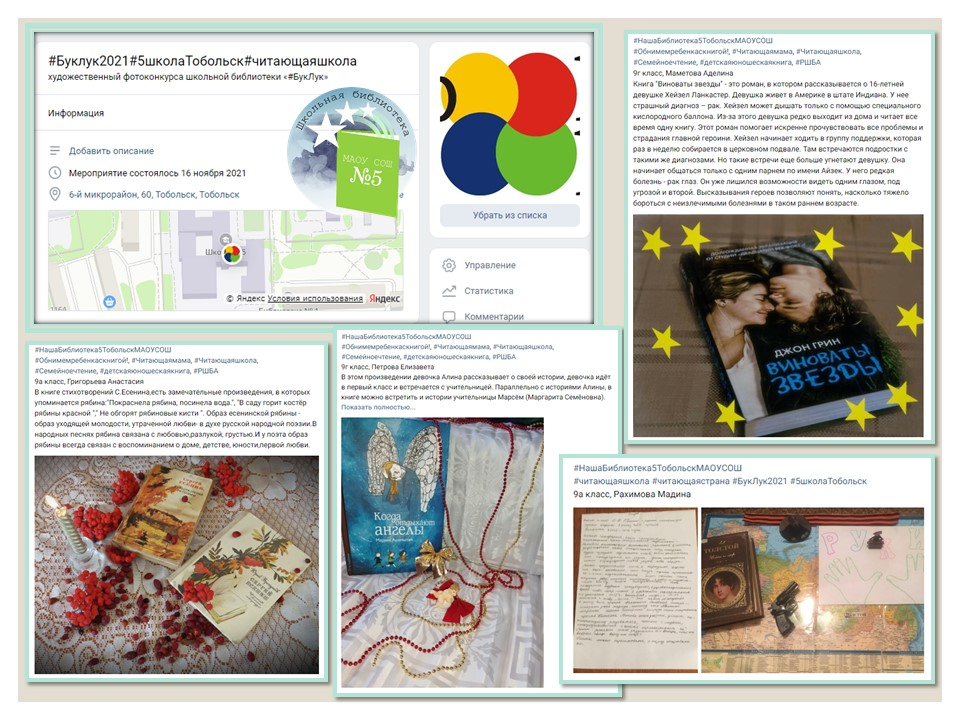 #Буклук2021#5школаТобольск#читающаяшкола
художественный фотоконкурса школьной библиотеки «#БукЛук»
Информация
Добавить описание
Мероприятие состоялось 16 ноября 2021
6-й микрорайон, 60, Тобольск, Тобольск
Школьная библиотека
МАОУ СОШ
№5
© Яндекс Условия использования Яндекс
Убрать из списка
Управление
Статистика
Комментарии
#НашаБиблиотека5ТобольскМАОУСОШ
#Обнимемребенкаскнигой!, #Читающаямама, #Читающаяшкола,
#Семейноечтение, #детскаяюношескаякнига, #РШБА
9г класс, Маметова Аделина
Книга "Виноваты звезды" - это роман, в котором рассказывается о 16-летней
девушке Хейзел Ланкастер. Девушка живет в Америке в штате Индиана. У нее
страшный диагноз – рак. Хейзел может дышать только с помощью специального
кислородного баллона. Из-за этого девушка редко выходит из дома и читает все
время одну книгу. Этот роман помогает искренне прочувствовать все проблемы и
страдания главной героини. Хейзел начинает ходить в группу поддержки, которая
раз в неделю собирается в церковном подвале. Там встречаются подростки с
такими же диагнозами. Но такие встречи еще больше угнетают девушку. Она
начинает общаться только с одним парнем по имени Айзек. У него редкая
болезнь - рак глаз. Он уже лишился возможности видеть одним глазом, под
угрозой и второй. Высказывания героев позволяют понять, насколько тяжело
бороться с неизлечимыми болезнями в таком раннем возрасте.
ДЖОН ГРИН
ВИНОВАТЫ
ЗВЕЗДЫ
#НашаБиблиотека5ТобольскМАОУСОШ
#Обнимемребенкаскнигой!, #Читающаямама, #Читающаяшкола,
#Семейноечтение, #детскаяюношескаякнига, #РШБА
9а класс, Григорьева Анастасия
В книге стихотворений С.Есенина,есть замечательные произведения, в которых
упоминается рябина:"Покраснела рябина, посинела вода.", "В саду горит костёр
рябины красной "," Не обгорят рябиновые кисти ". Образ есенинской рябины -
образ уходящей молодости, утраченной любви- в духе русской народной поэзии.В
народных песнях рябина связана с любовью,разлукой, грустью.И у поэта образ
рябины всегда связан с воспоминанием о доме, детстве, юности,первой любви.
#НашаБиблиотека5ТобольскМАОУСОШ
#Обнимемребенкаскнигой!, #Читающаямама, #Читающаяшкола,
#Семейноечтение, #детскаяюношескаякнига, #РШБА
9г класс, Петрова Елизавета
В этом произведении девочка Алина рассказывает о своей истории, девочка идёт
в первый класс и встречается с учительницей. Параллельно с историями Алины, в
книге можно встретить и истории учительницы Марсём (Маргарита Семёновна).
Показать полностью...
Когда
отдыхают
ангелы
#НашаБиблиотека5ТобольскМАОУСОШ
#читающаяшкола #читающаястрана #БукЛук2021 #5школаТобольск
9а класс, Рахимова Мадина
ТОЛСТОЙ